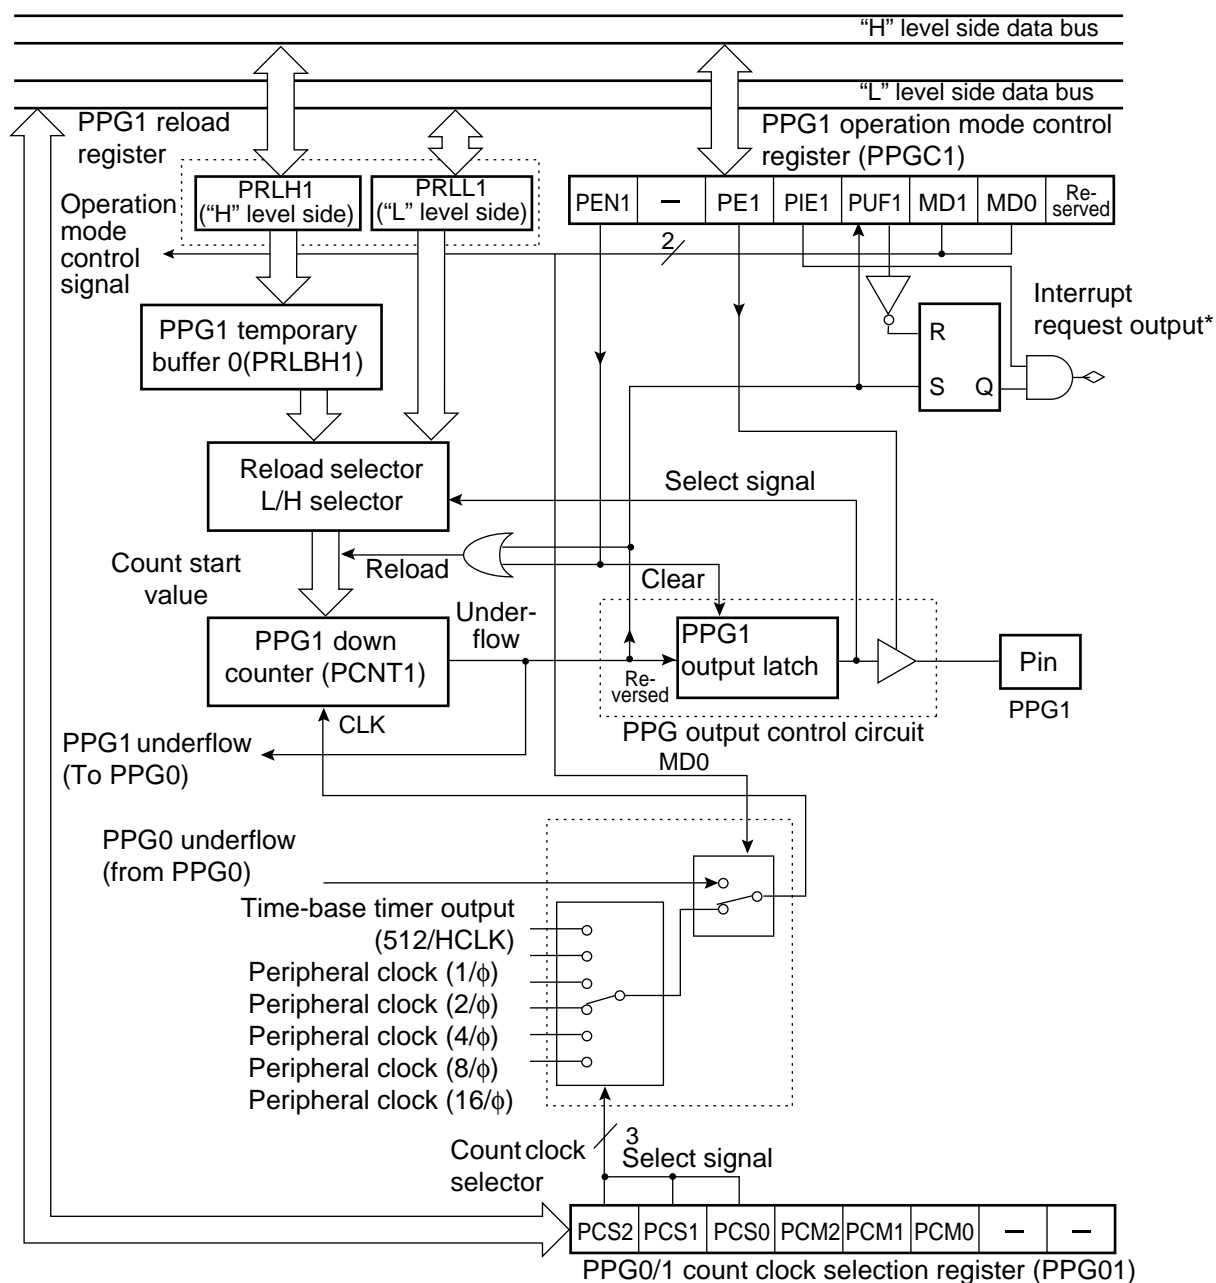 “H” level side data bus
“L” level side data bus
PPG1 reload
register
PPG1 operation mode control
register (PPGC1)
PRLH1
(“H” level side)
PRLL1
(“L” level side)
PEN1
–
PE1
PIE1
PUF1
MD1
MD0
Re-
served
Operation
mode
control
signal
2
Interrupt
request output*
PPG1 temporary
buffer 0(PRLBH1)
R
S
Q
Reload selector
L/H selector
Select signal
Count start
value
Reload
Clear
Under-
flow
PPG1 down
counter (PCNT1)
PPG1
output latch
Re-
versed
Pin
PPG1
CLK
PPG output control circuit
PPG1 underflow
(To PPG0)
MD0
PPG0 underflow
(from PPG0)
Time-base timer output
(512/HCLK)
Peripheral clock (1/ϕ)
Peripheral clock (2/ϕ)
Peripheral clock (4/ϕ)
Peripheral clock (8/ϕ)
Peripheral clock (16/ϕ)
Count clock
selector
3
Select signal
PCS2
PCS1
PCS0
PCM2
PCM1
PCM0
–
–
PPG0/1 count clock selection register (PPG01)